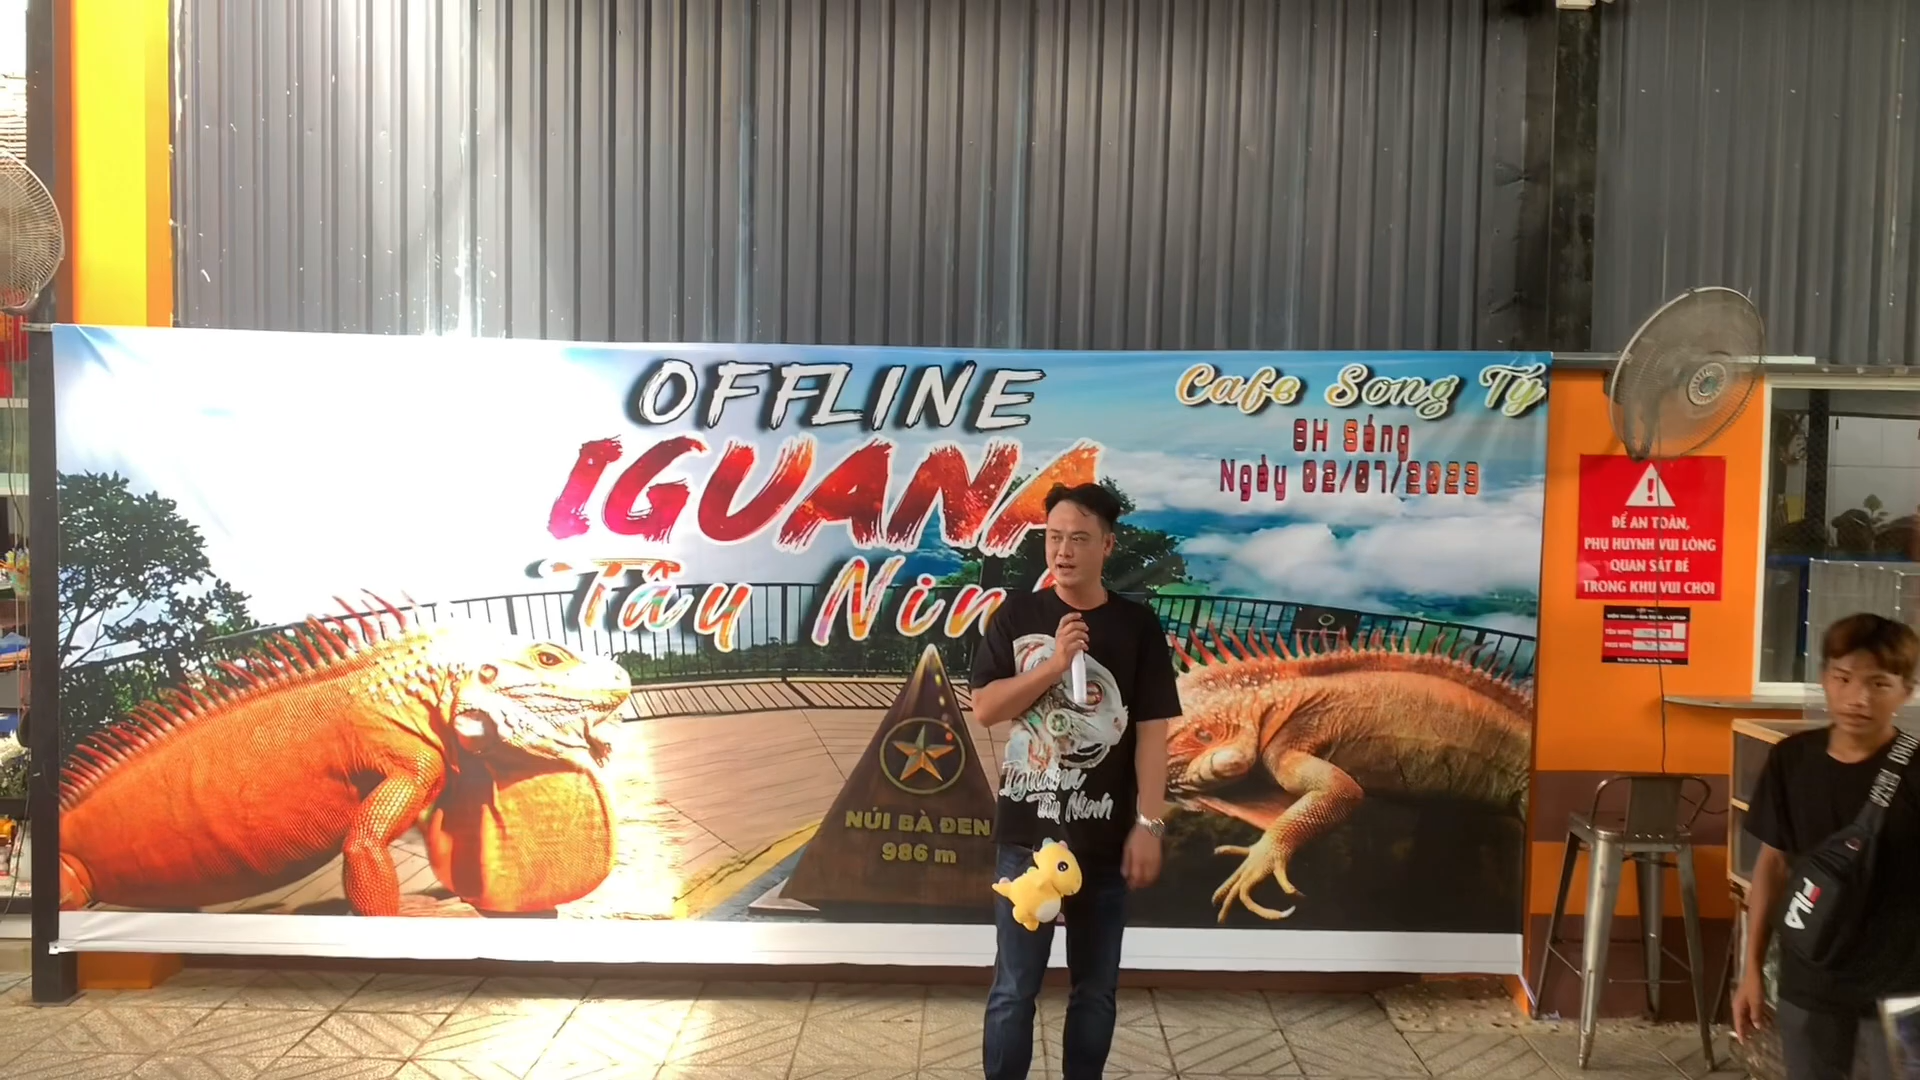 OFFLINE
IGUANA
Tây Nin
Cafe Song Tý
8H Sáng
Ngày 02/07/2023
NÚI BÀ ĐEN
986 m
Iguana
Tây Ninh
ĐỂ AN TOÀN,
PHỤ HUYNH VUI LÒNG
QUAN SÁT BÉ
TRONG KHU VUI CHƠI
FILA